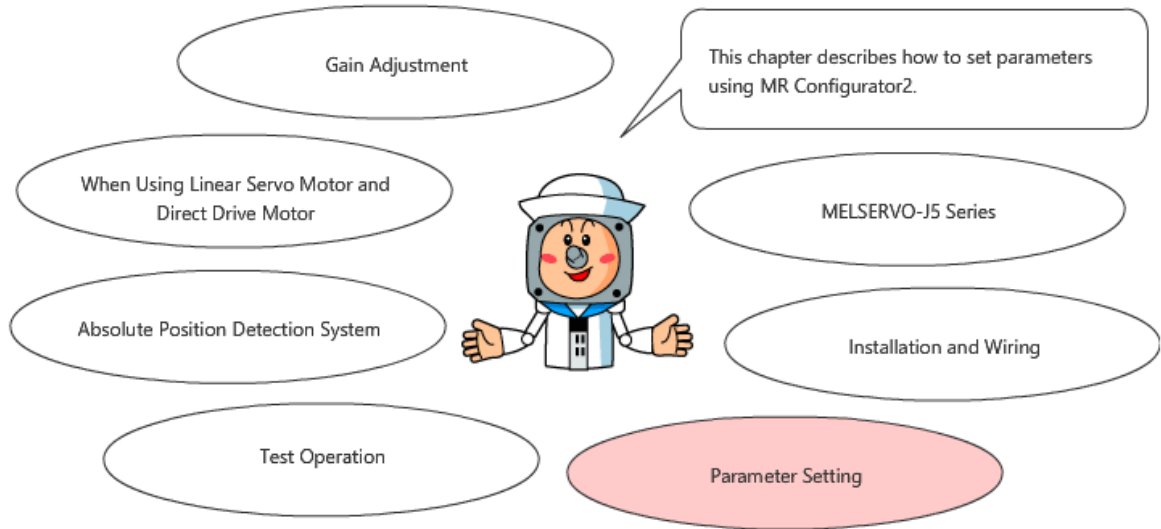 Gain Adjustment
This chapter describes how to set parameters
using MR Configurator2.
When Using Linear Servo Motor and
Direct Drive Motor
MELSERVO-J5 Series
Absolute Position Detection System
Installation and Wiring
Test Operation
Parameter Setting